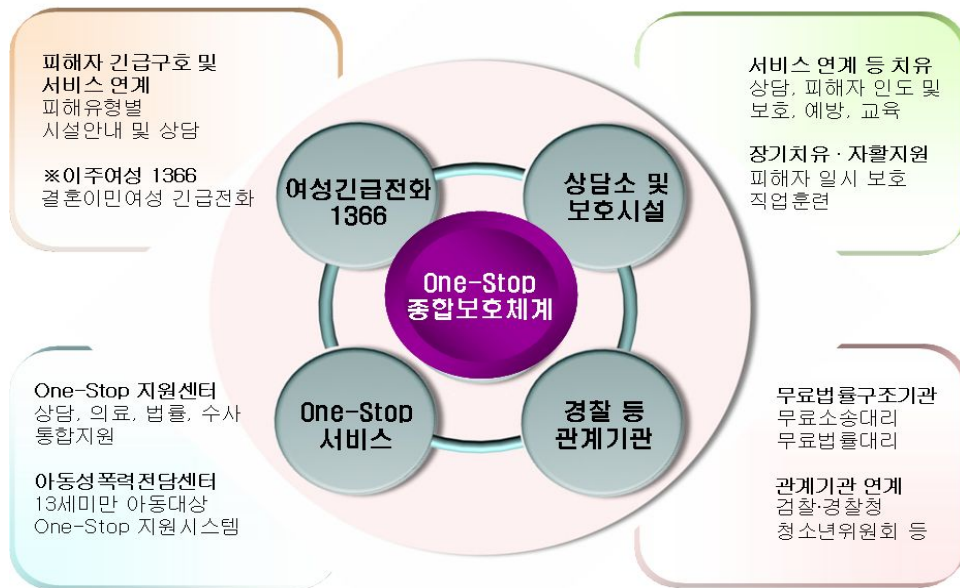 피해자 긴급구호 및
서비스 연계
피해유형별
시설안내 및 상담
※이주여성 1366
결혼이민여성 긴급전화
서비스 연계 등 치유
상담, 피해자 인도 및
보호, 예방, 교육
장기치유·자활지원
피해자 일시 보호
직업훈련
여성긴급전화
1366
상담소 및
보호시설
One-Stop
종합보호체계
One-Stop
서비스
경찰 등
관계기관
One-Stop 지원센터
상담, 의료, 법률, 수사
통합지원
아동성폭력전담센터
13세미만 아동대상
One-Stop 지원시스템
무료법률구조기관
무료소송대리
무료법률대리
관계기관 연계
검찰·경찰청
청소년위원회 등